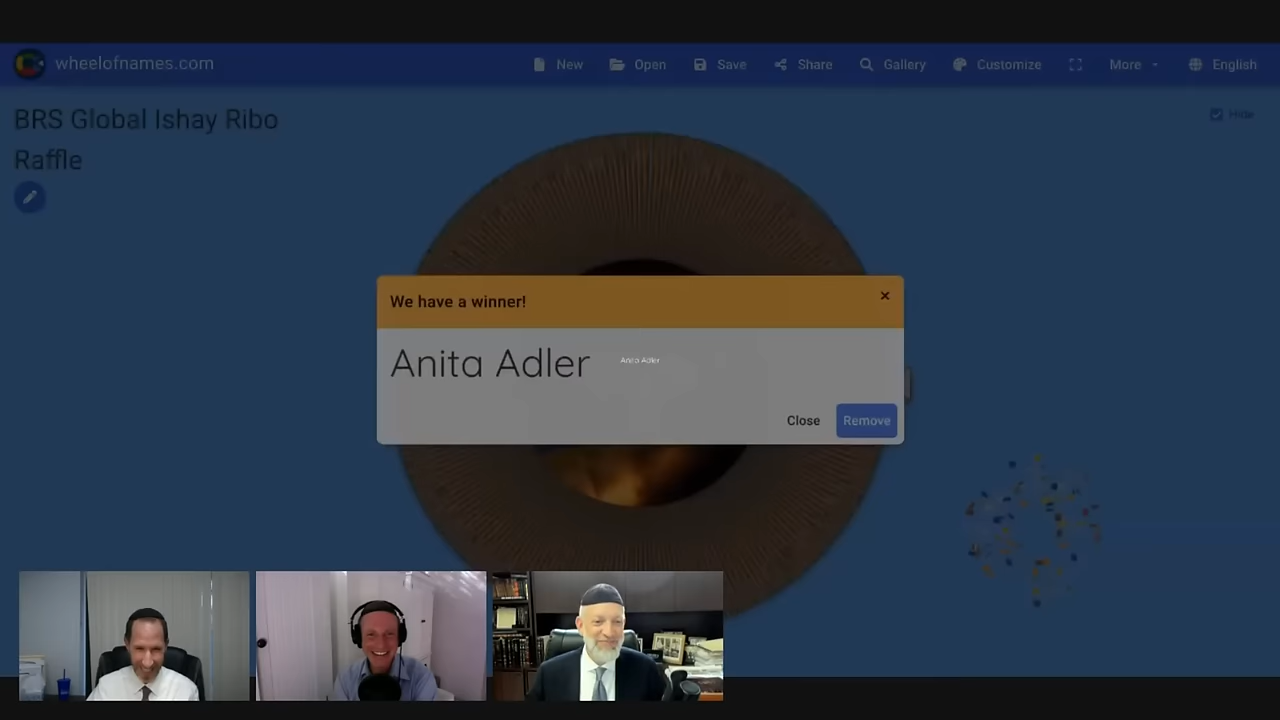 wheelofnames.com
New
Open
Save
Share
Gallery
Customize
More
English
BRS Global Ishay Ribo
Raffle
Hide
We have a winner!
×
Anita Adler
Anita Adler
Close
Remove